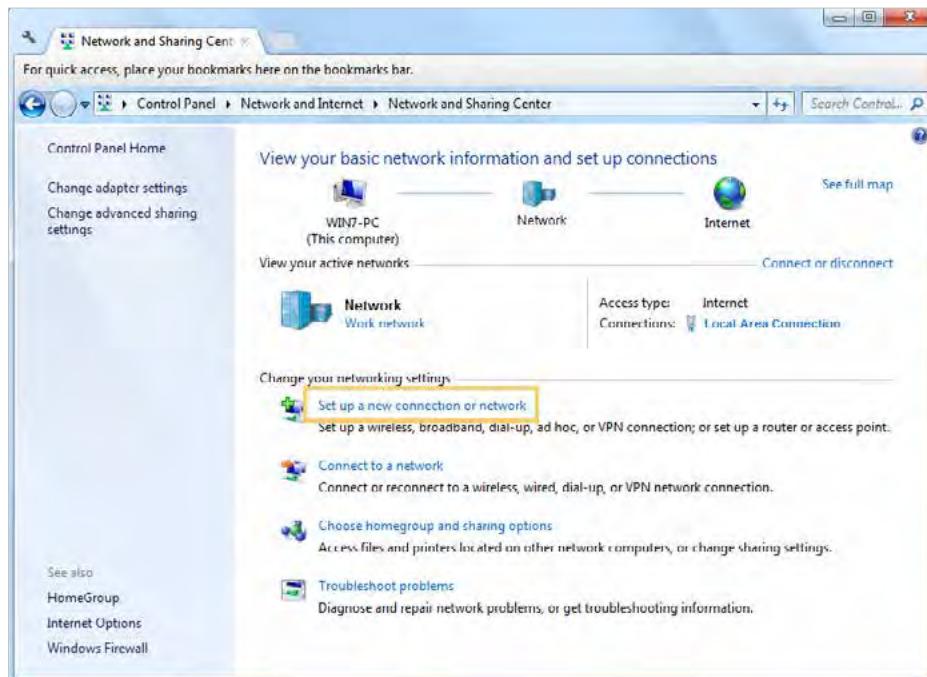 Network and Sharing Cent
For quick access, place your bookmarks here on the bookmarks bar.
Control Panel Network and Internet Network and Sharing Center Search Control...
Control Panel Home
Change adapter settings
Change advanced sharing
settings
View your basic network information and set up connections
See full map
WIN7-PC
(This computer)
Network
Internet
View your active networks
Connect or disconnect
Network
Work network
Access type: Internet
Connections: Local Area Connection
Change your networking settings
Set up a new connection or network
Set up a wireless, broadband, dial-up, ad hoc, or VPN connection; or set up a router or access point.
Connect to a network
Connect or reconnect to a wireless, wired, dial-up, or VPN network connection.
Choose homegroup and sharing options
Access files and printers located on other network computers, or change sharing settings.
Troubleshoot problems
Diagnose and repair network problems, or get troubleshooting information.
See also
HomeGroup
Internet Options
Windows Firewall